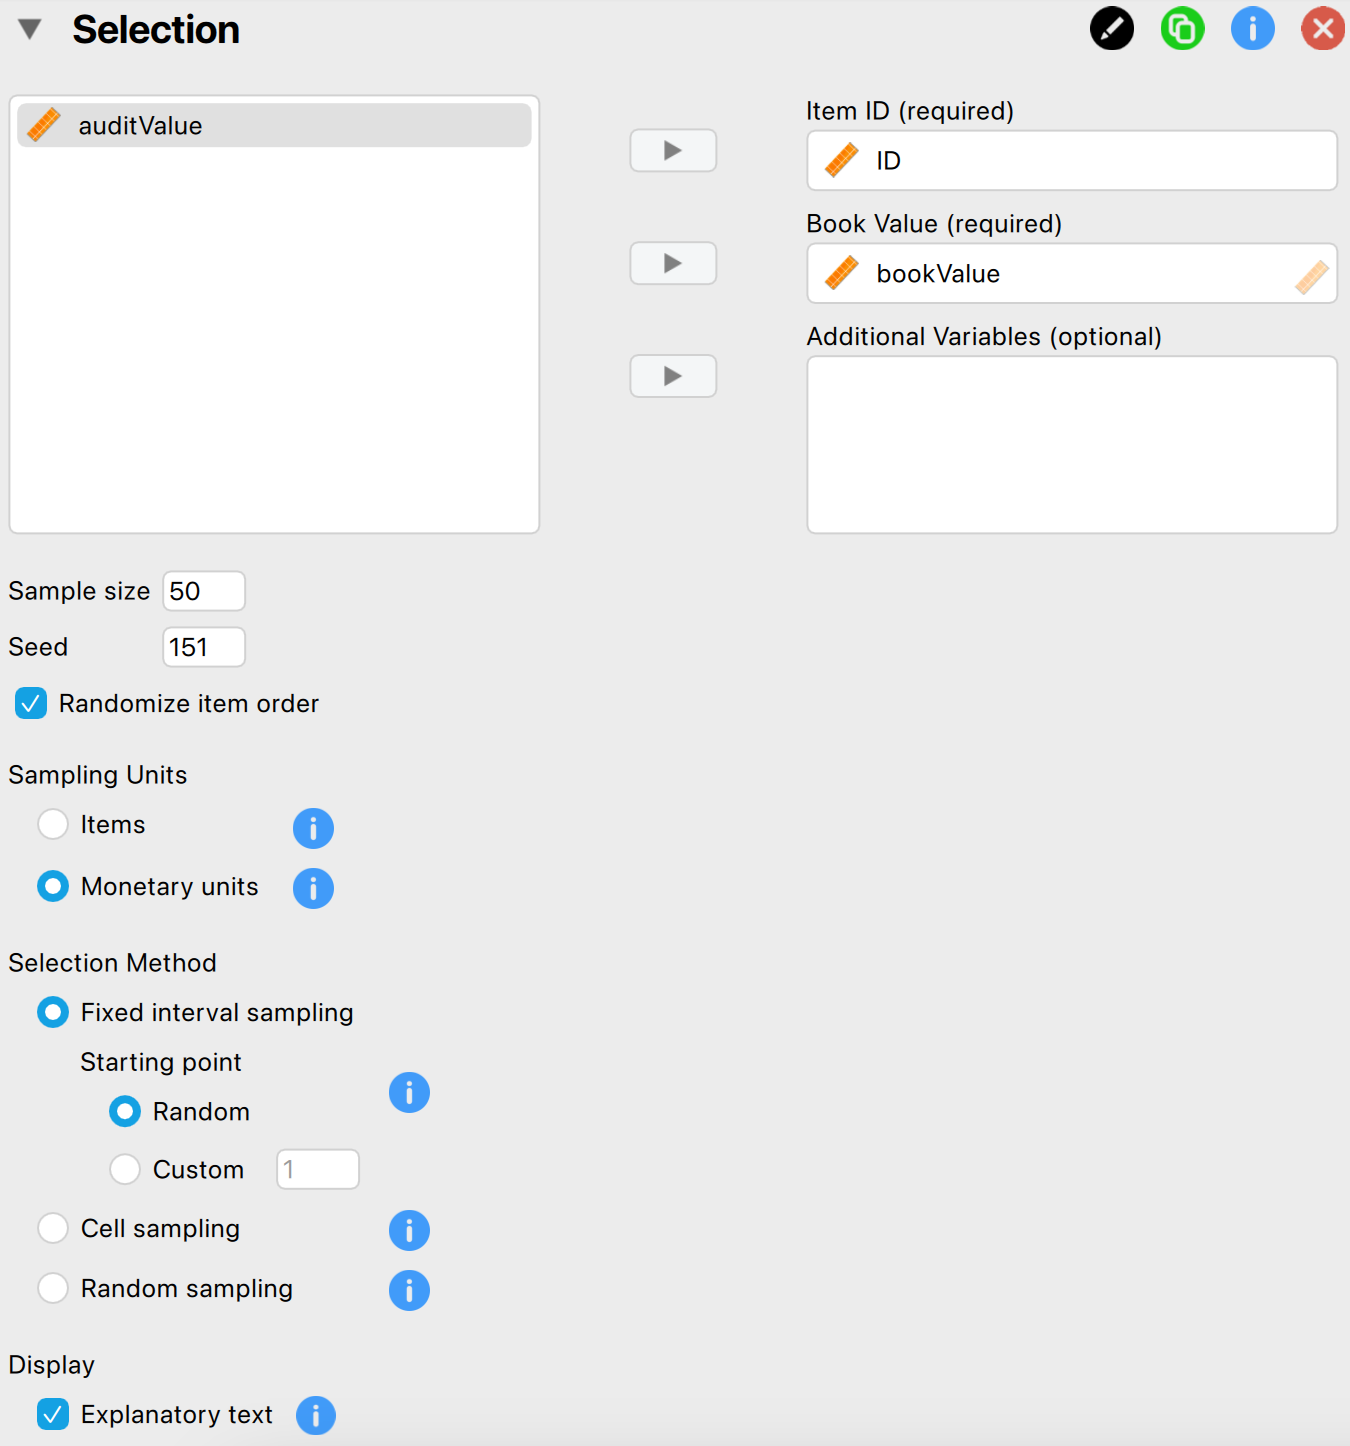 Selection
auditValue
Item ID (required)
ID
Book Value (required)
bookValue
Additional Variables (optional)
Sample size 50
Seed 151
Randomize item order
Sampling Units
Items
Monetary units
Selection Method
Fixed interval sampling
Starting point
Random
Custom 1
Cell sampling
Random sampling
Display
Explanatory text